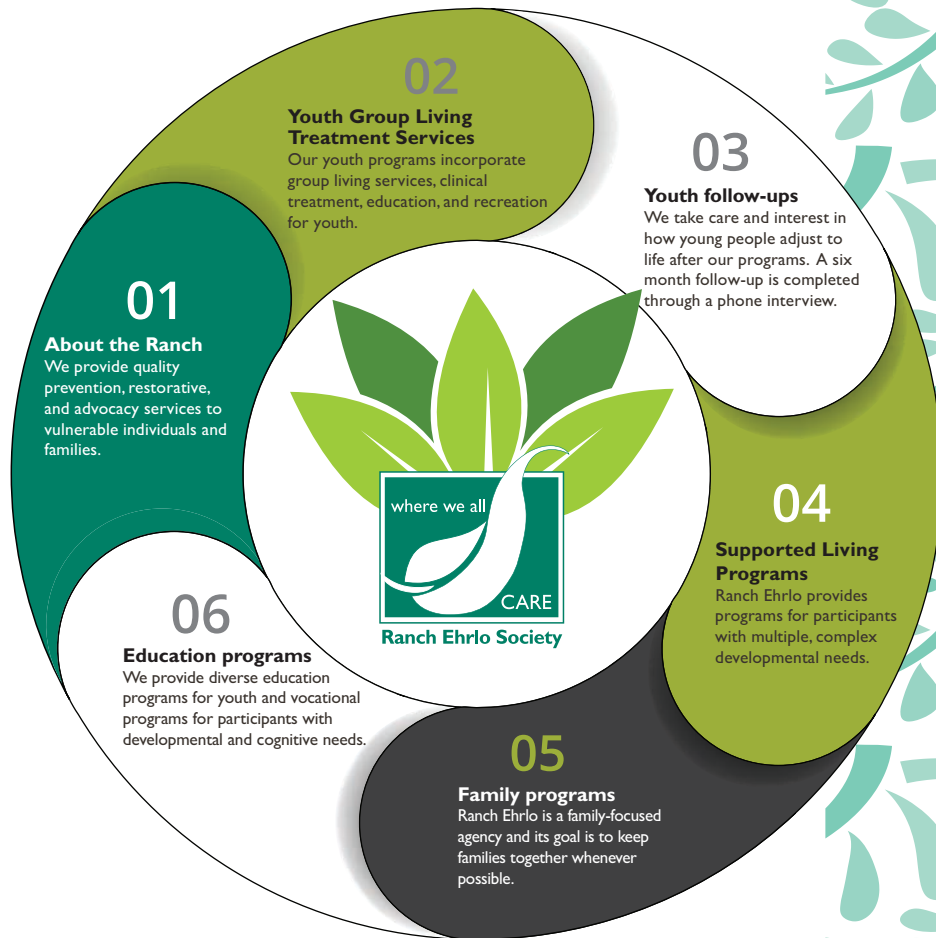 01
About the Ranch
We provide quality
prevention, restorative,
and advocacy services to
vulnerable individuals and
families.
02
Youth Group Living
Treatment Services
Our youth programs incorporate
group living services, clinical
treatment, education, and recreation
for youth.
03
Youth follow-ups
We take care and interest in
how young people adjust to
life after our programs. A six
month follow-up is completed
through a phone interview.
04
Supported Living
Programs
Ranch Ehrlo provides
programs for participants
with multiple, complex
developmental needs.
05
Family programs
Ranch Ehrlo is a family-focused
agency and its goal is to keep
families together whenever
possible.
06
Education programs
We provide diverse education
programs for youth and vocational
programs for participants with
developmental and cognitive needs.
where we all
CARE
Ranch Ehrlo Society